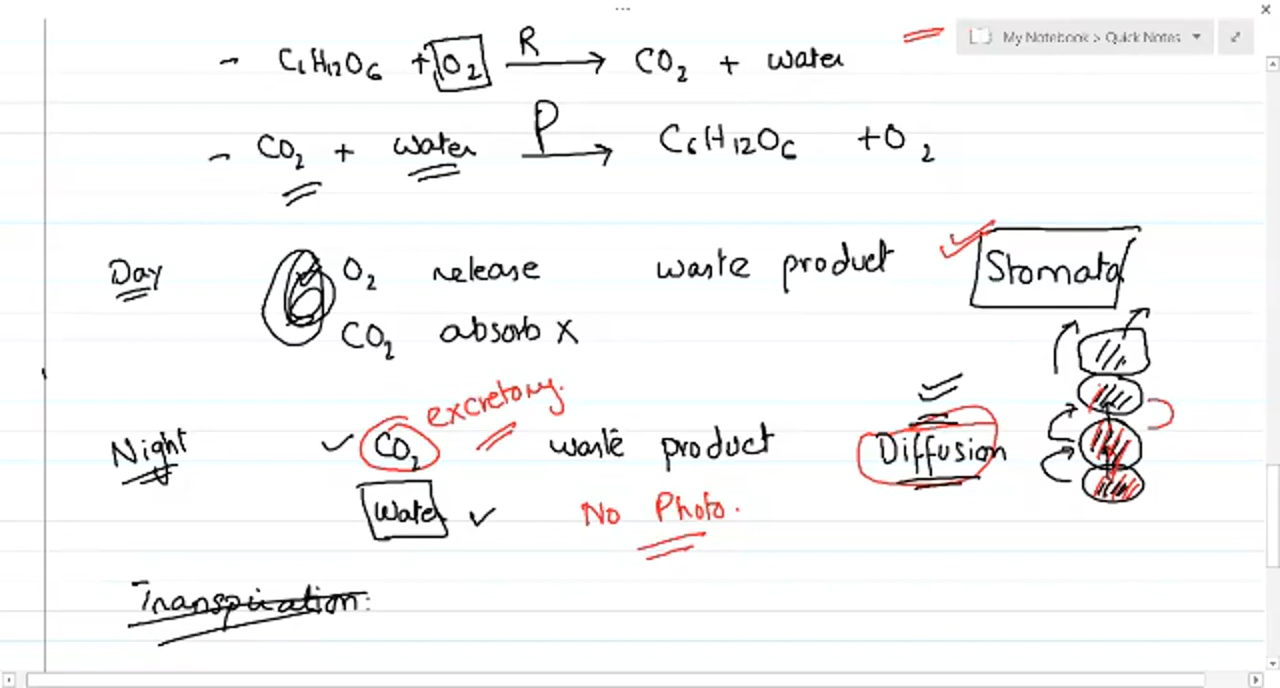 My Notebook > Quick Notes
- C6H12O6 + O2 R → CO2 + water
- CO2 + water P → C6H12O6 + O2
Day O2 release waste product Stomata
CO2 absorb X
Night ✓ CO2 excretory. waste product Diffusion
Water ✓ No Photo.
Transpiration: